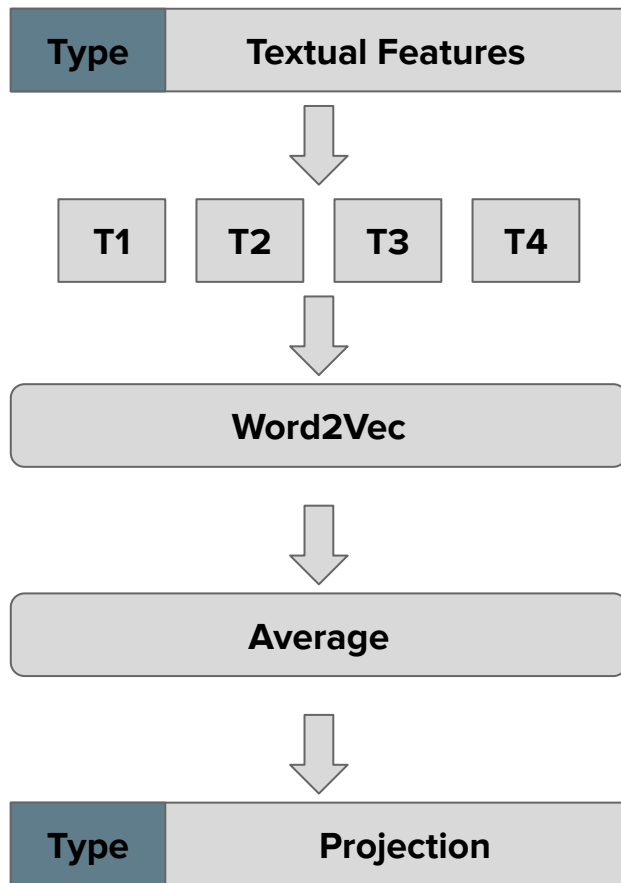 Type Textual Features
T1 T2 T3 T4
Word2Vec
Average
Type Projection